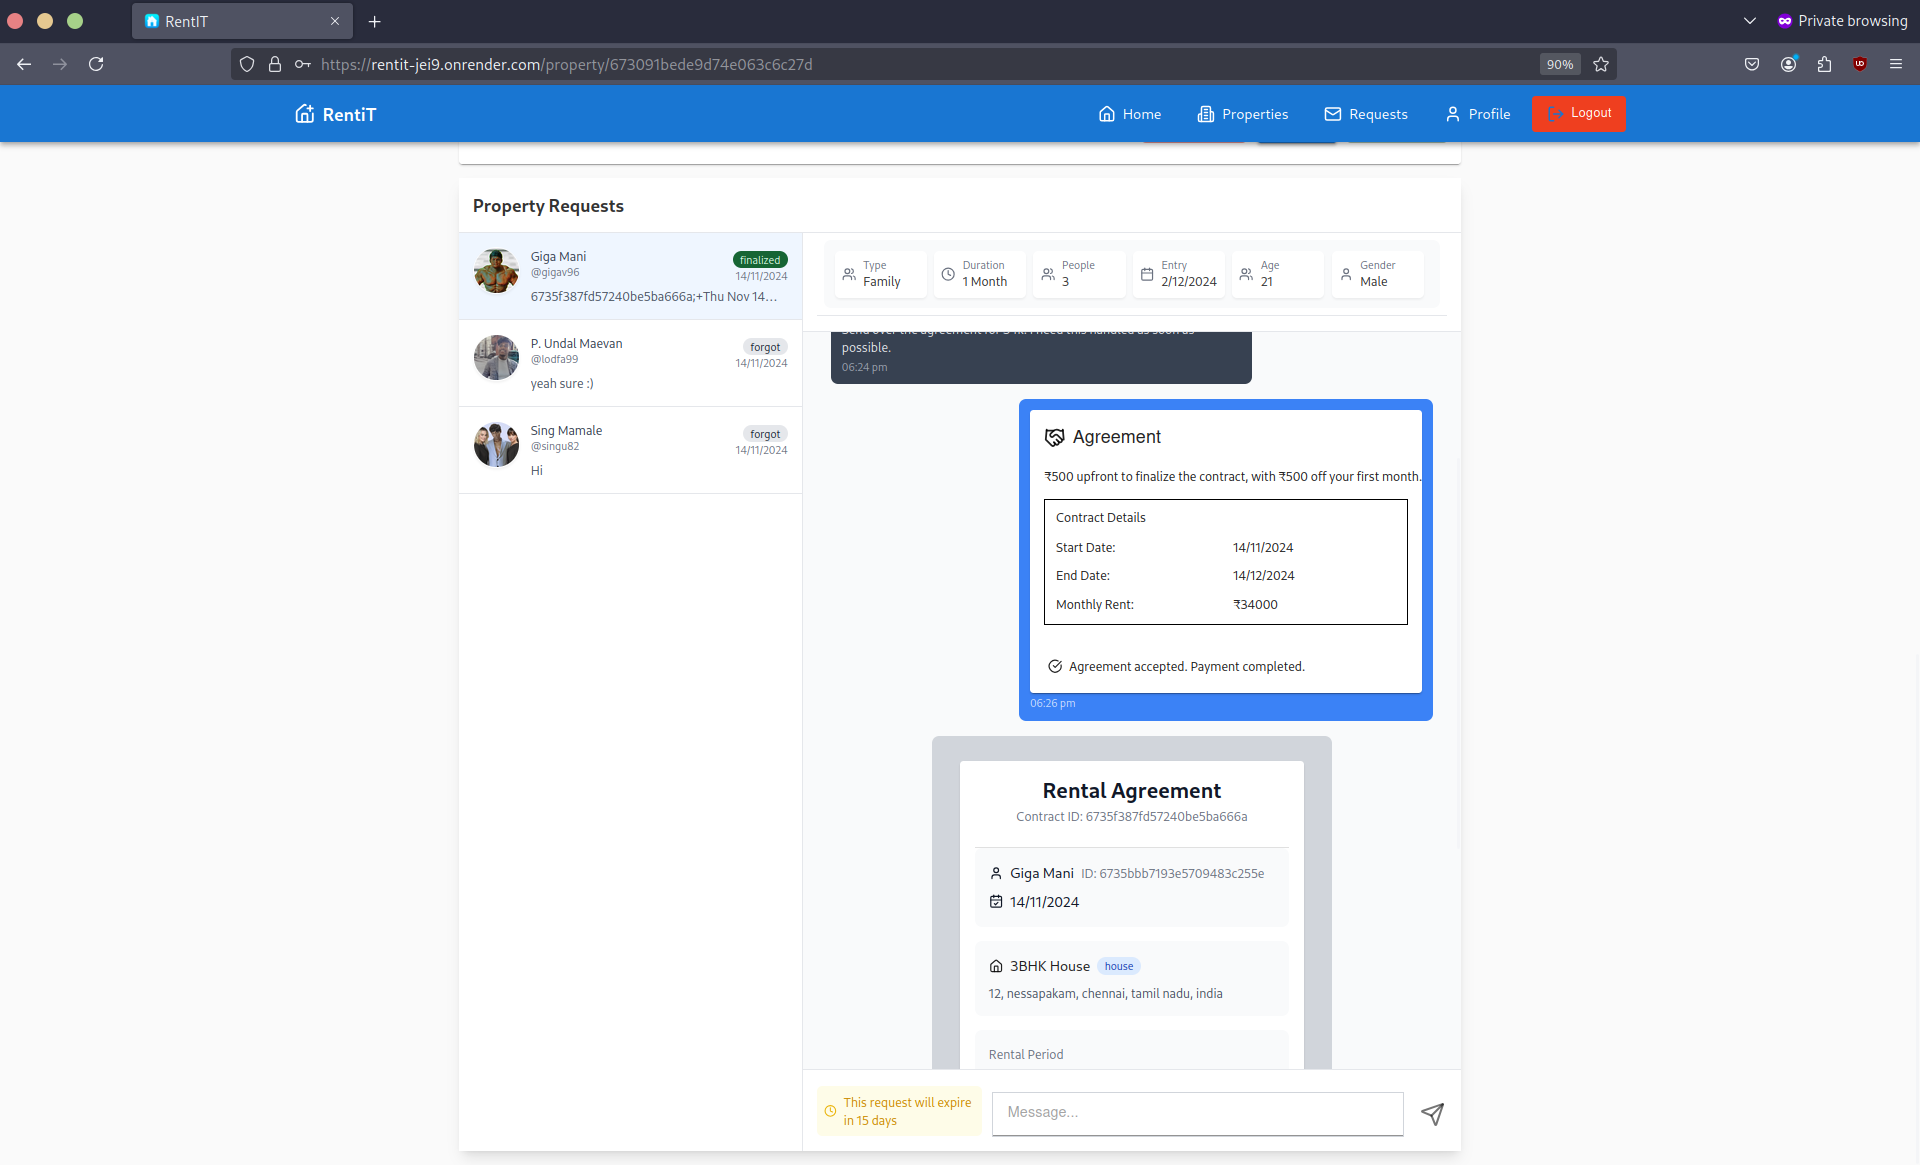 RentIT
Private browsing
https://rentit-jei9.onrender.com/property/673091bede9d74e063c6c27d
90%
RentiT
Home
Properties
Requests
Profile
Logout
Property Requests
Giga Mani
finalized
@gigav96
14/11/2024
6735f387fd57240be5ba666a;+Thu Nov 14...
P. Undal Maevan
forgot
@lodfa99
14/11/2024
yeah sure :)
Sing Mamale
forgot
@singu82
14/11/2024
Hi
Type
Family
Duration
1 Month
People
3
Entry
2/12/2024
Age
21
Gender
Male
possible.
06:24 pm
Agreement
₹500 upfront to finalize the contract, with ₹500 off your first month.
Contract Details
Start Date: 14/11/2024
End Date: 14/12/2024
Monthly Rent: ₹34000
Agreement accepted. Payment completed.
06:26 pm
Rental Agreement
Contract ID: 6735f387fd57240be5ba666a
Giga Mani ID: 6735bbb7193e5709483c255e
14/11/2024
3BHK House house
12, nessapakam, chennai, tamil nadu, india
Rental Period
This request will expire
in 15 days
Message...